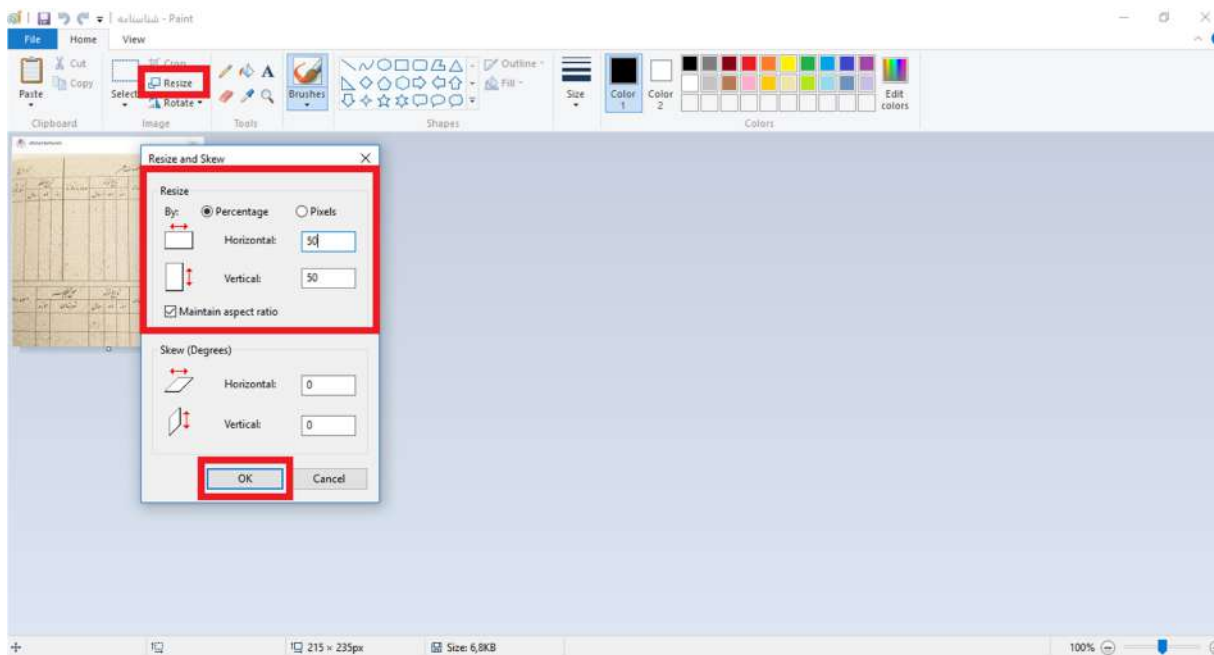 شناسنامه - Paint
File Home View
Paste
Cut
Copy
Clipboard
Select
Crop
Resize
Rotate
Image
A
Tools
Brushes
Outline
Fill
Shapes
Size
Color 1
Color 2
Edit colors
Colors
Resize and Skew
Resize
By: Percentage Pixels
Horizontal: 50
Vertical: 50
Maintain aspect ratio
Skew (Degrees)
Horizontal: 0
Vertical: 0
OK Cancel
215 × 235px
Size: 6,8KB
100%